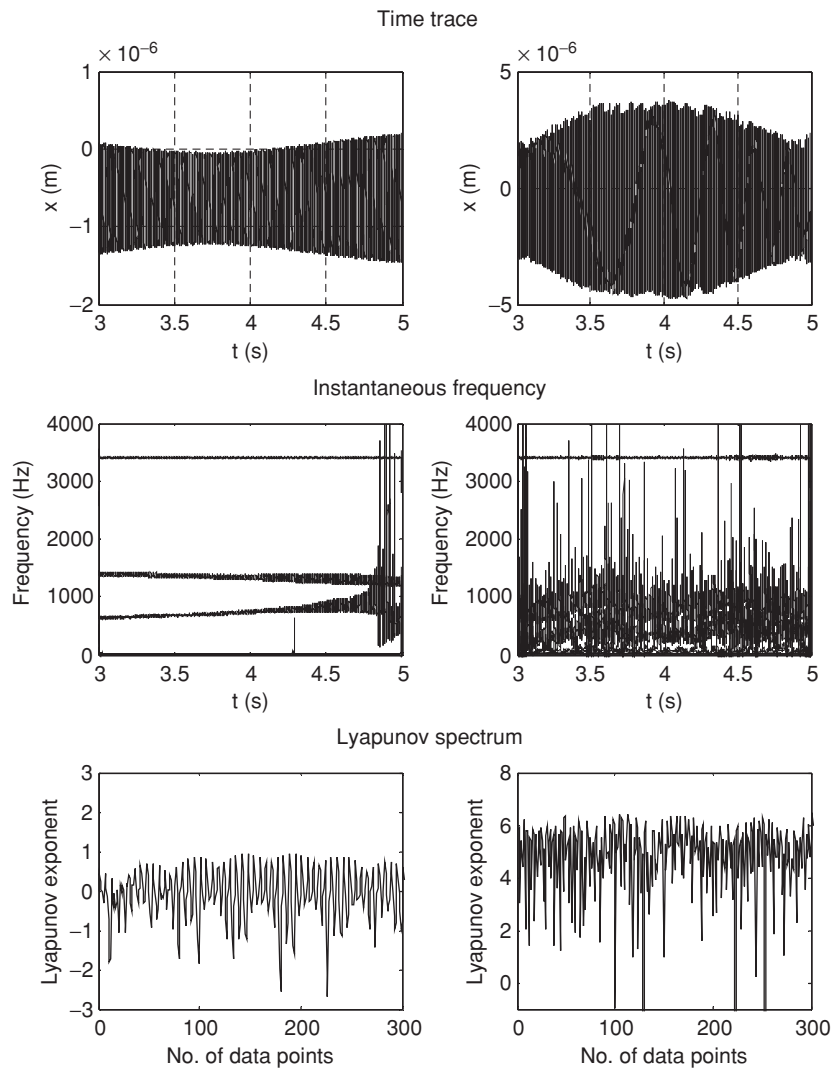 Time trace
× 10⁻⁶
1
0
−1
−2
x (m)
3 3.5 4 4.5 5
t (s)
× 10⁻⁶
5
0
−5
x (m)
3 3.5 4 4.5 5
t (s)
Instantaneous frequency
4000
3000
2000
1000
0
Frequency (Hz)
3 3.5 4 4.5 5
t (s)
4000
3000
2000
1000
0
Frequency (Hz)
3 3.5 4 4.5 5
t (s)
Lyapunov spectrum
3
2
1
0
−1
−2
−3
Lyapunov exponent
0 100 200 300
No. of data points
8
6
4
2
0
Lyapunov exponent
0 100 200 300
No. of data points